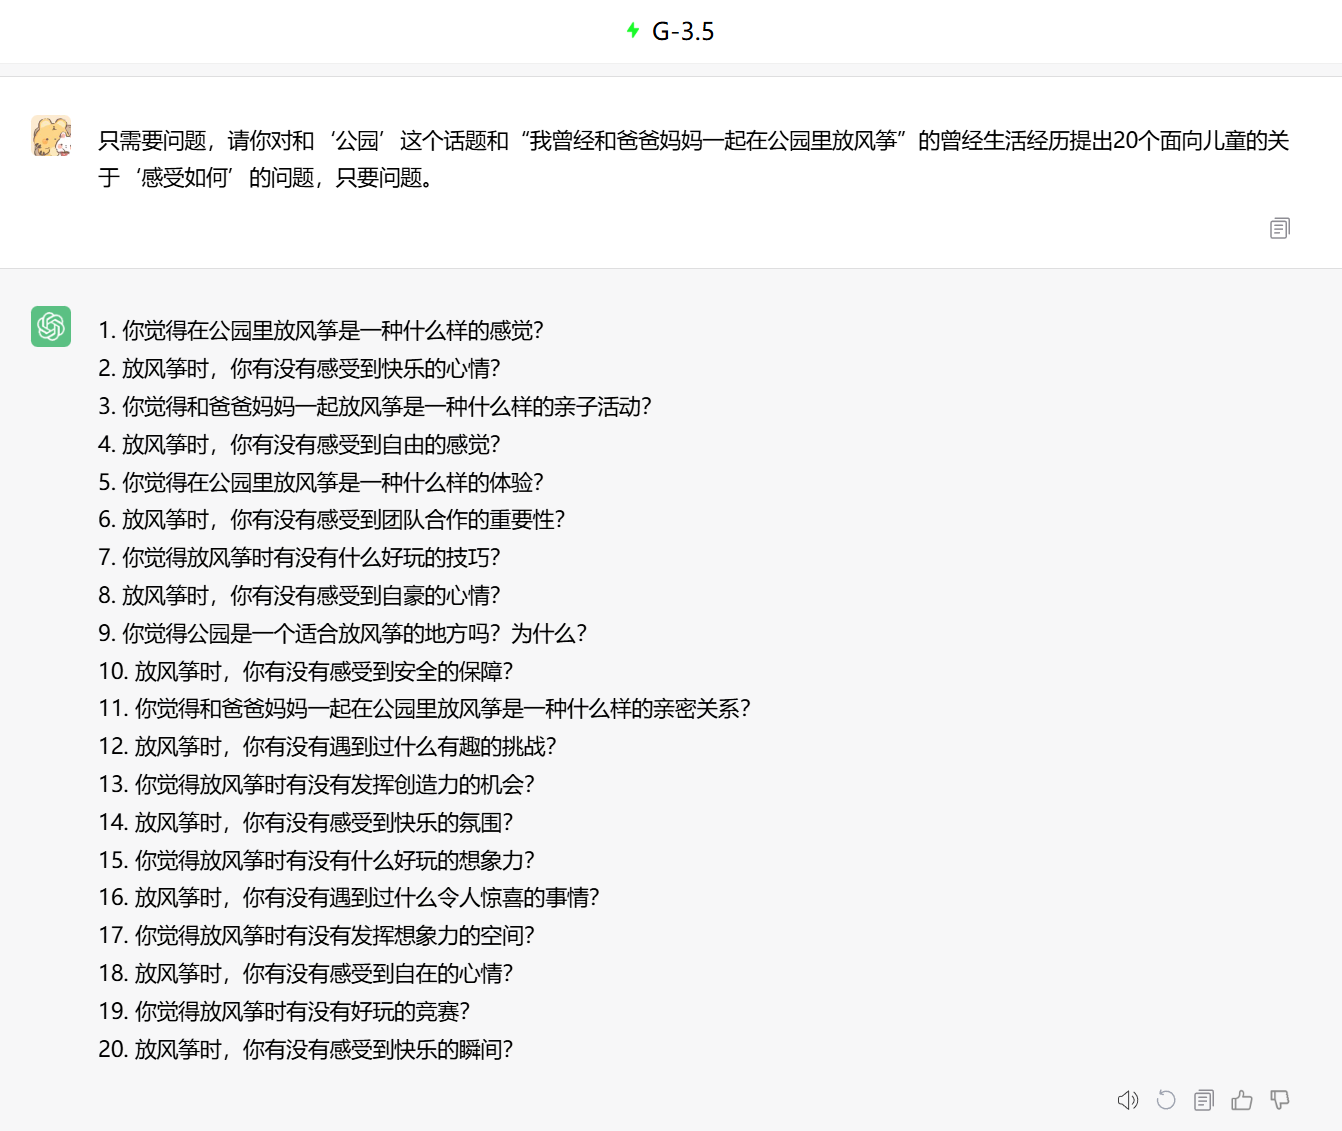 G-3.5
只需要问题，请你对和‘公园’这个话题和“我曾经和爸爸妈妈一起在公园里放风筝”的曾经生活经历提出20个面向儿童的关
于‘感受如何’的问题，只要问题。
1. 你觉得在公园里放风筝是一种什么样的感觉？
2. 放风筝时，你有没有感受到快乐的心情？
3. 你觉得和爸爸妈妈一起放风筝是一种什么样的亲子活动？
4. 放风筝时，你有没有感受到自由的感觉？
5. 你觉得在公园里放风筝是一种什么样的体验？
6. 放风筝时，你有没有感受到团队合作的重要性？
7. 你觉得放风筝时有没有什么好玩的技巧？
8. 放风筝时，你有没有感受到自豪的心情？
9. 你觉得公园是一个适合放风筝的地方吗？为什么？
10. 放风筝时，你有没有感受到安全的保障？
11. 你觉得和爸爸妈妈一起在公园里放风筝是一种什么样的亲密关系？
12. 放风筝时，你有没有遇到过什么有趣的挑战？
13. 你觉得放风筝时有没有发挥创造力的机会？
14. 放风筝时，你有没有感受到快乐的氛围？
15. 你觉得放风筝时有没有什么好玩的想象力？
16. 放风筝时，你有没有遇到过什么令人惊喜的事情？
17. 你觉得放风筝时有没有发挥想象力的空间？
18. 放风筝时，你有没有感受到自在的心情？
19. 你觉得放风筝时有没有好玩的竞赛？
20. 放风筝时，你有没有感受到快乐的瞬间？